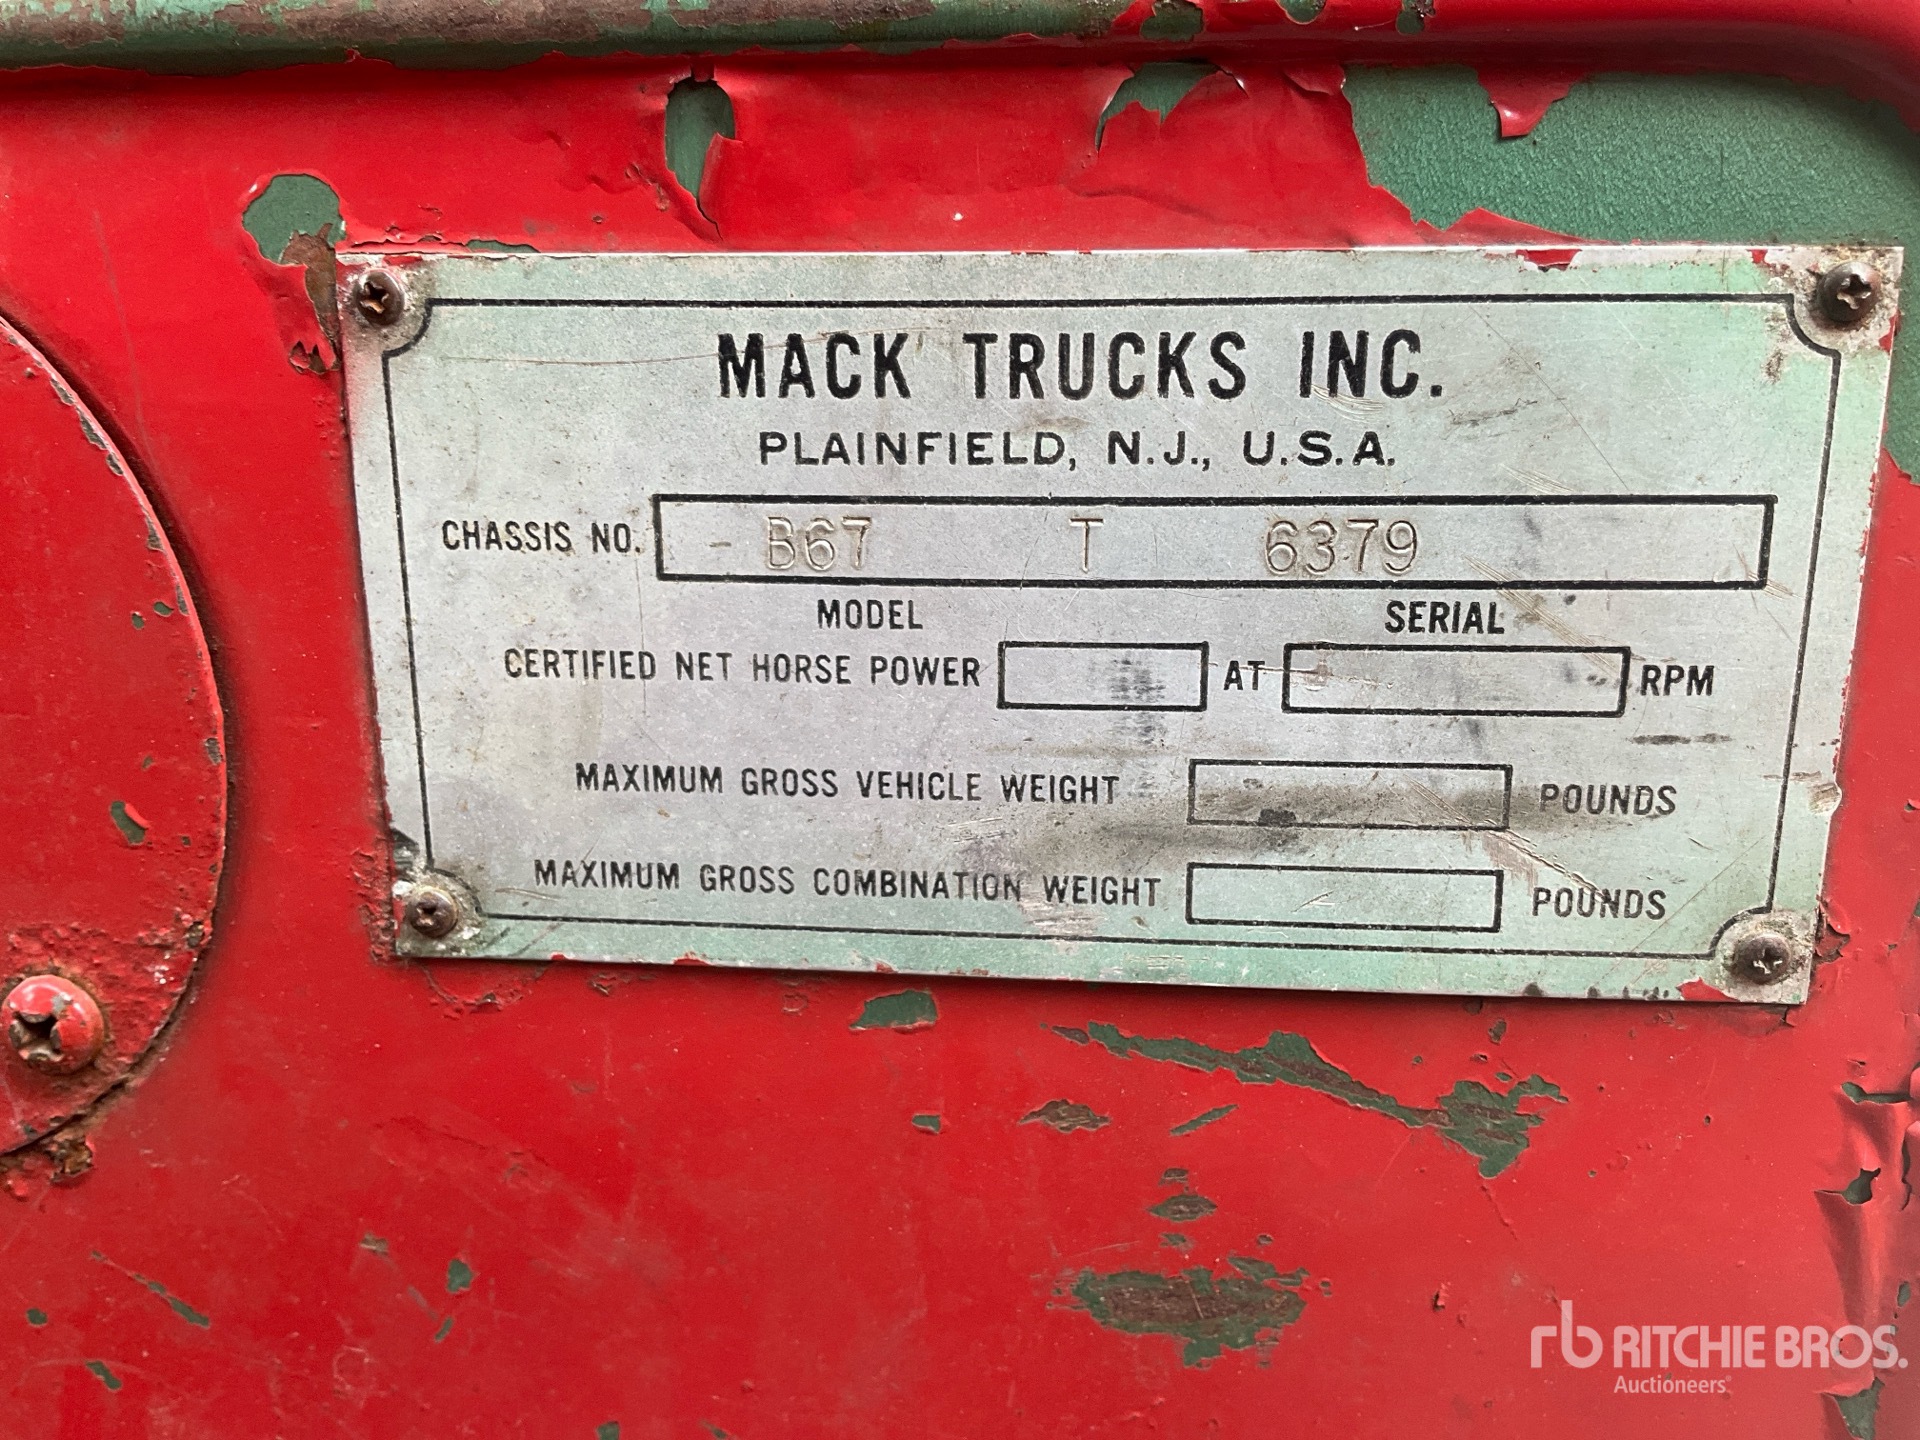 MACK TRUCKS INC.
PLAINFIELD, N.J., U.S.A.
CHASSIS NO. B67 T 6379
MODEL SERIAL
CERTIFIED NET HORSE POWER AT RPM
MAXIMUM GROSS VEHICLE WEIGHT POUNDS
MAXIMUM GROSS COMBINATION WEIGHT POUNDS
rb RITCHIE BROS.
Auctioneers